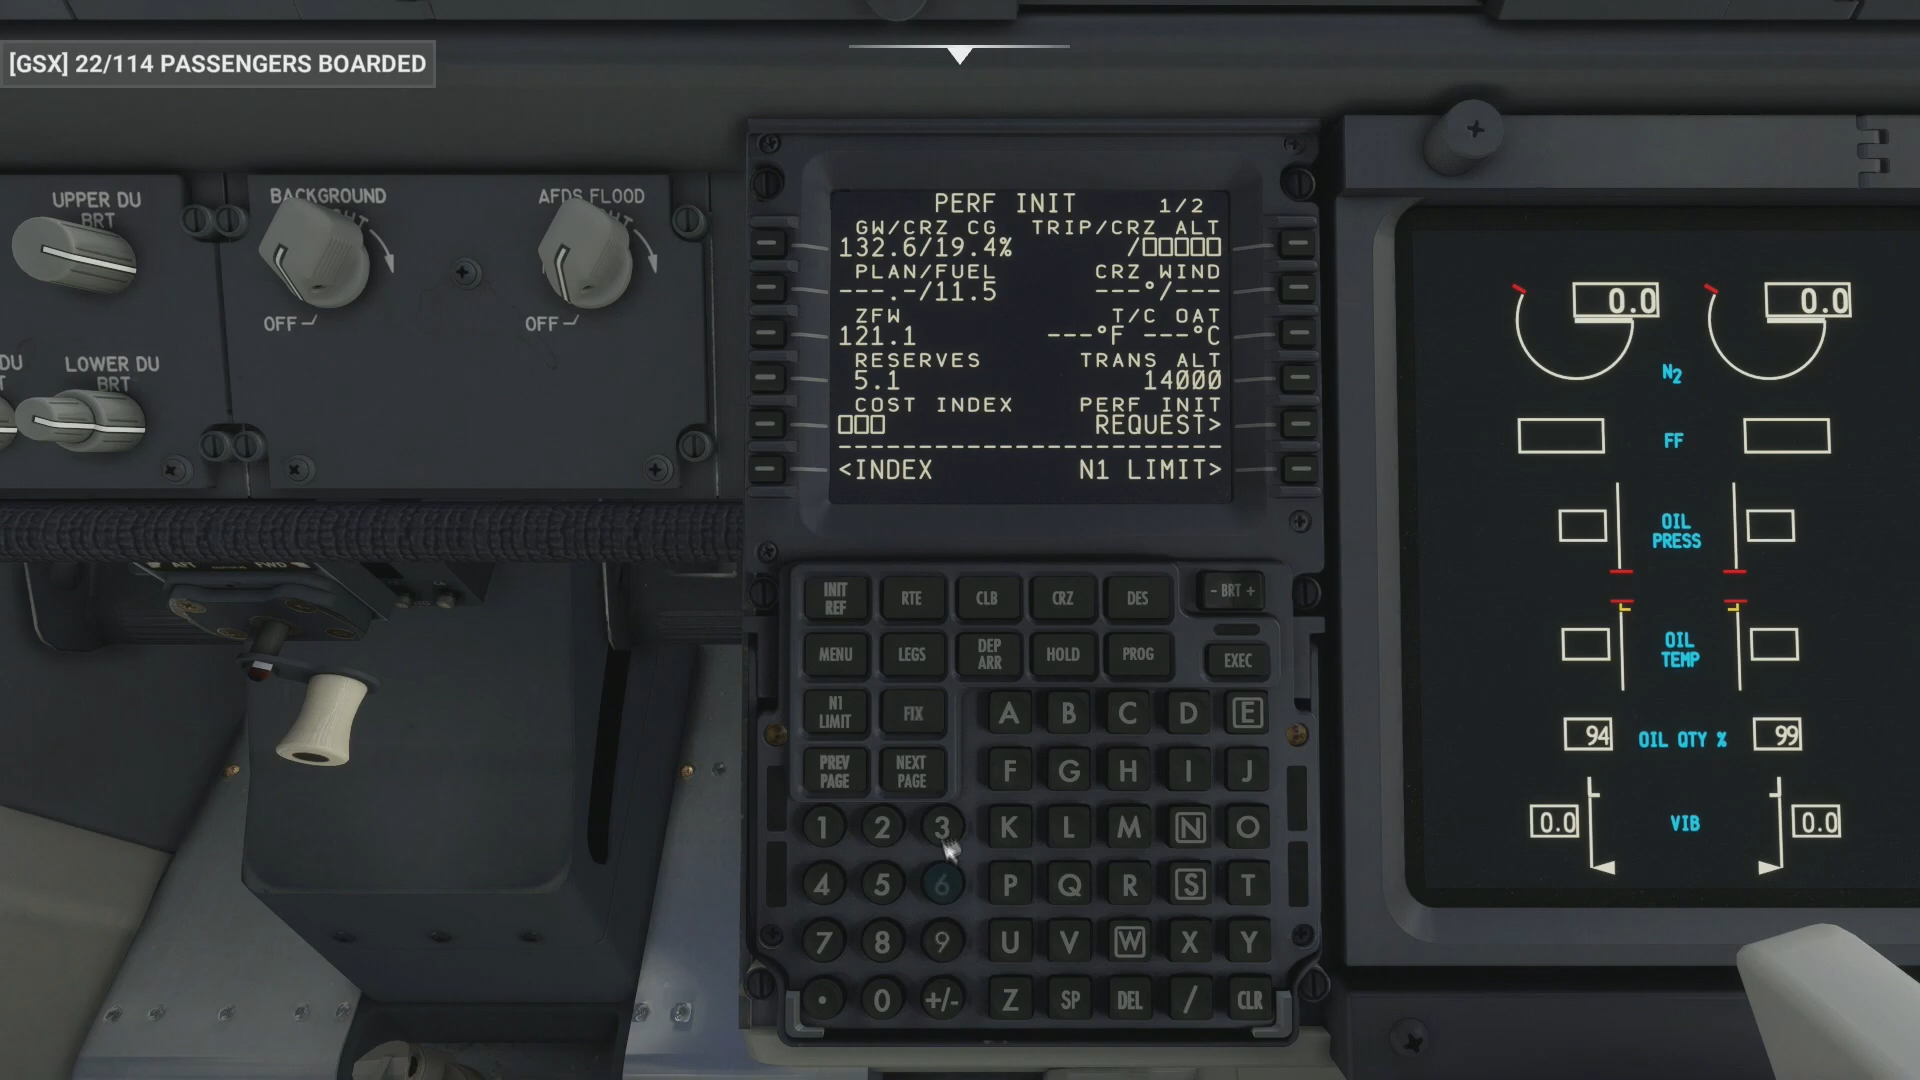 [GSX] 22/114 PASSENGERS BOARDED
UPPER DU
BRT
BACKGROUND
OFF
AFDS FLOOD
OFF
DU
T
LOWER DU
BRT
AFT
FWD
PERF INIT 1/2
GW/CRZ CG TRIP/CRZ ALT
132.6/19.4% /□□□□□
PLAN/FUEL CRZ WIND
---.-/11.5 ---°/---
ZFW T/C OAT
121.1 ---°F ---°C
RESERVES TRANS ALT
5.1 14000
COST INDEX PERF INIT
□□□ REQUEST>
------------------------
<INDEX N1 LIMIT>
INIT REF
RTE
CLB
CRZ
DES
- BRT +
MENU
LEGS
DEP ARR
HOLD
PROG
EXEC
N1 LIMIT
FIX
A B C D E
PREV PAGE
NEXT PAGE
F G H I J
1 2 3 K L M N O
4 5 6 P Q R S T
7 8 9 U V W X Y
. 0 +/- Z SP DEL / CLR
0.0 0.0
N2
FF
OIL
PRESS
OIL
TEMP
94 OIL QTY % 99
0.0 VIB 0.0